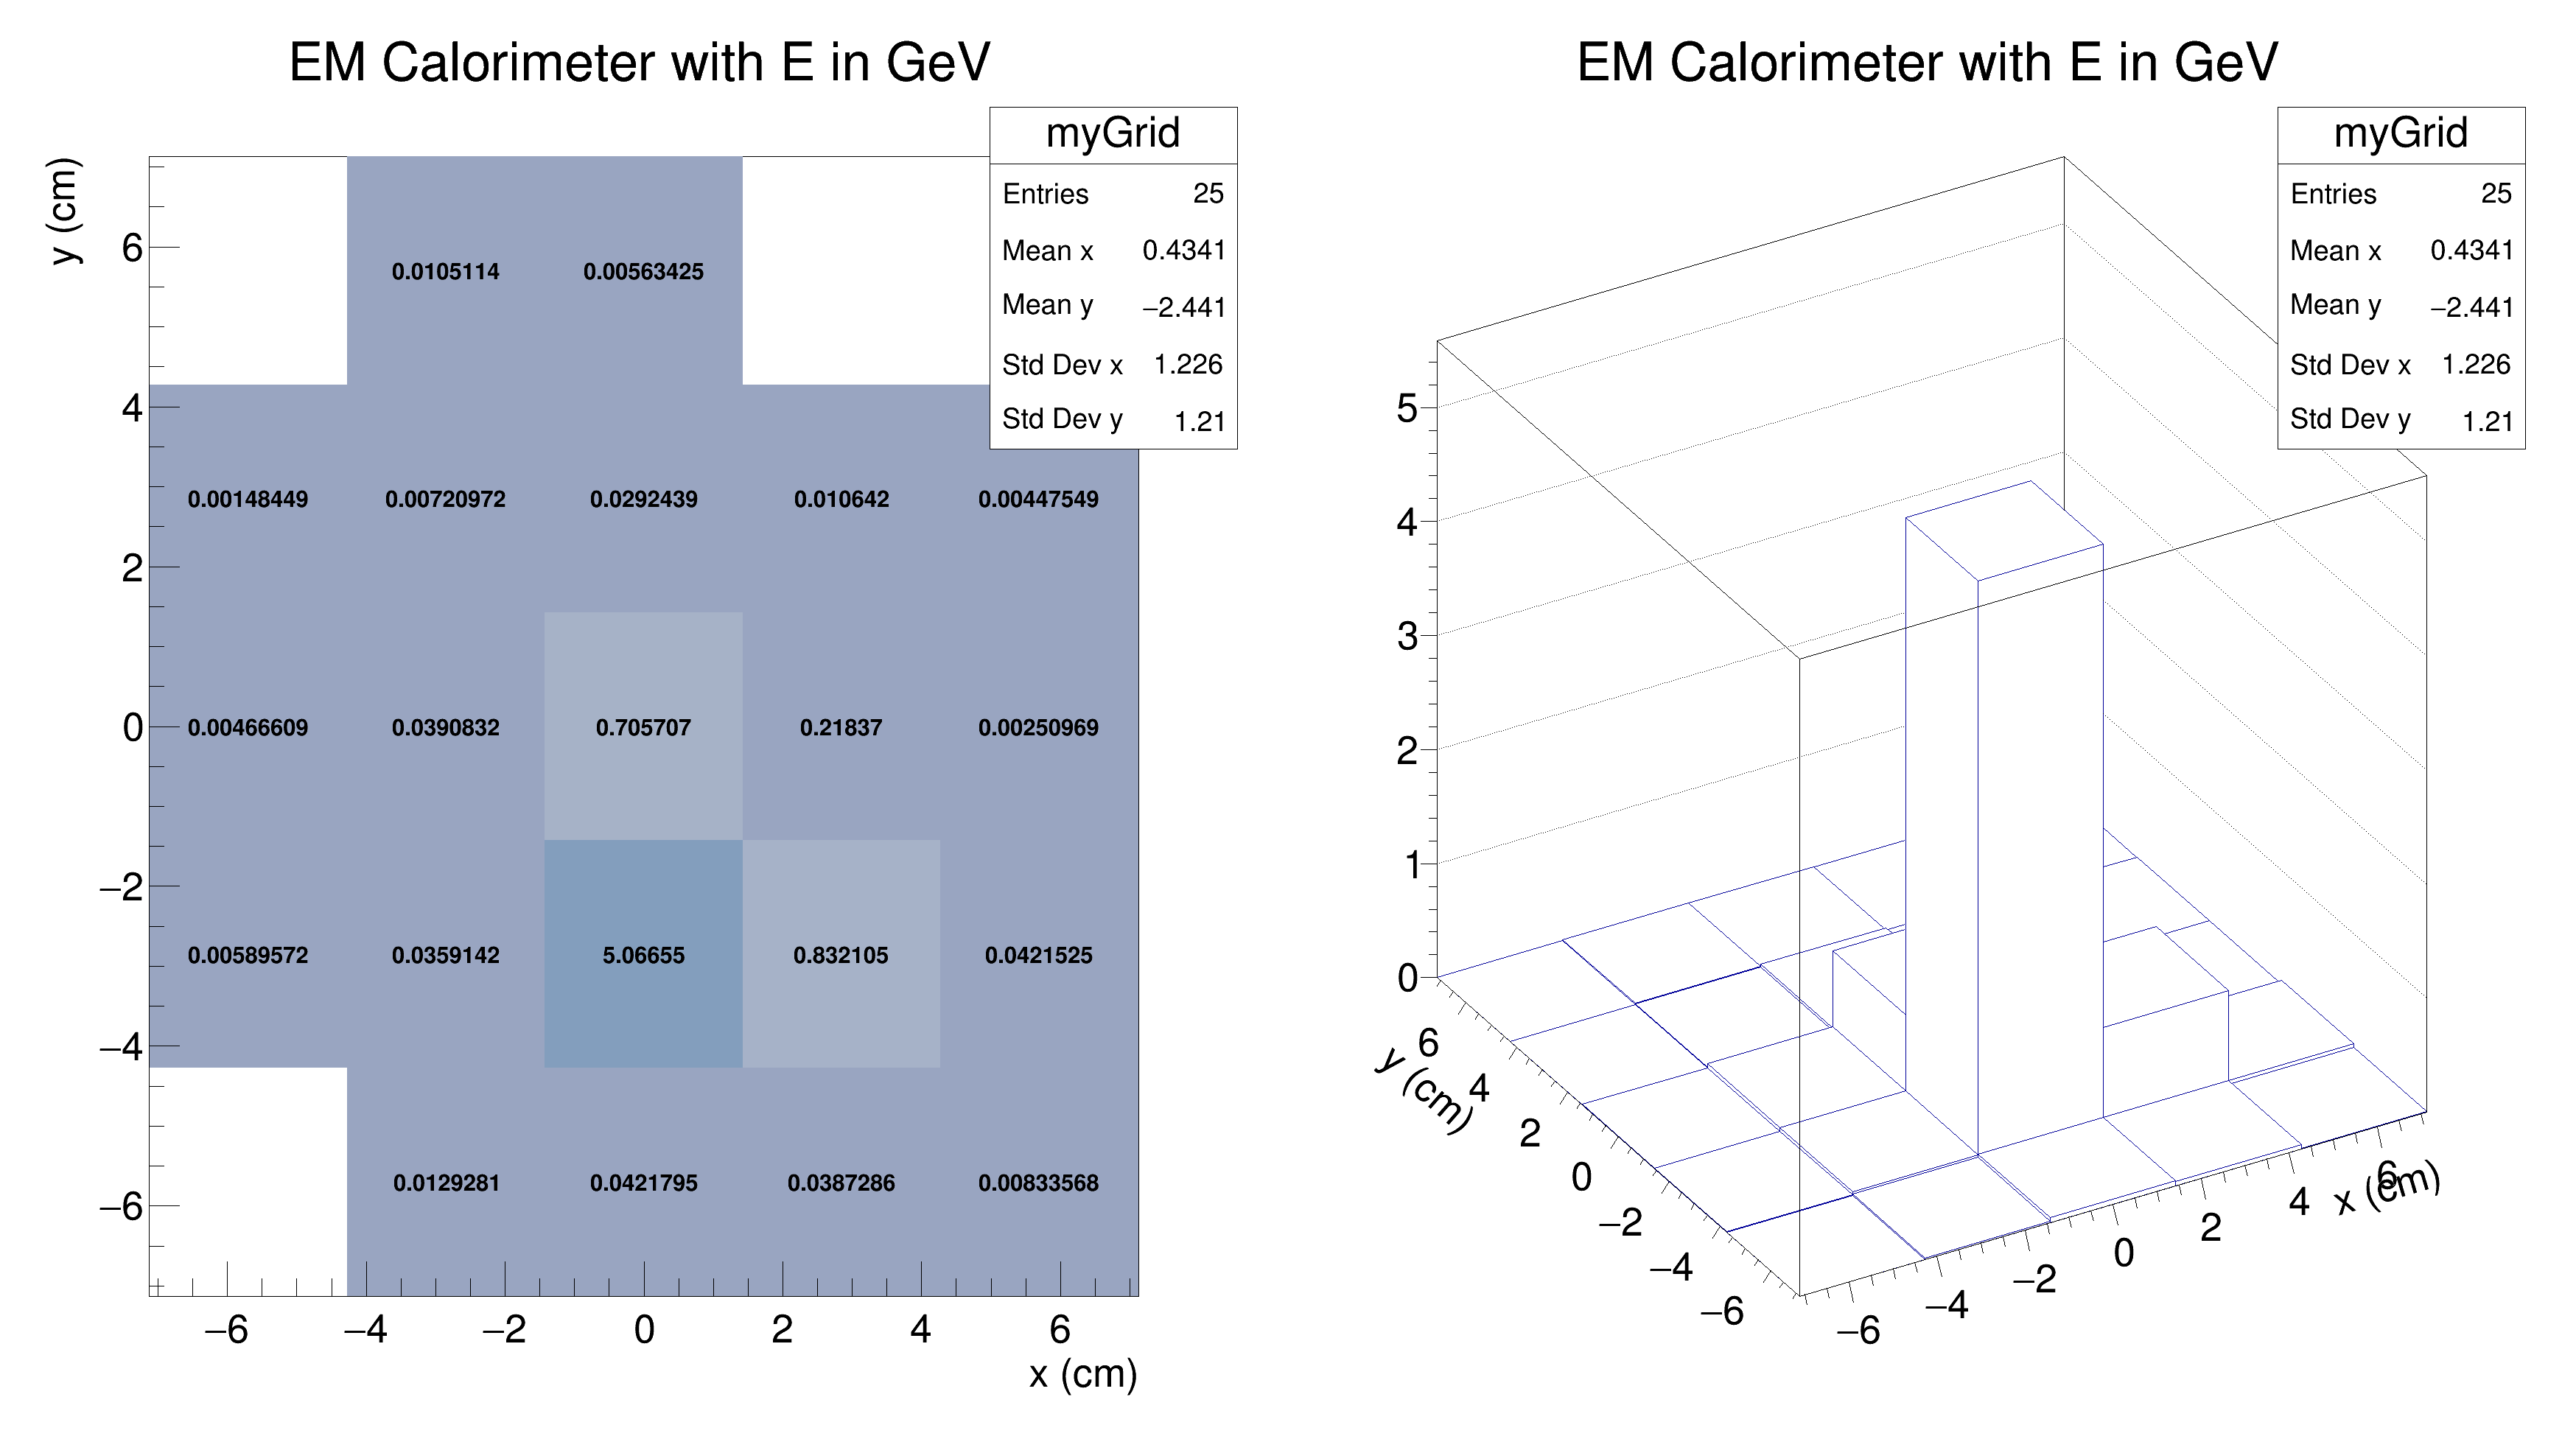 EM Calorimeter with E in GeV
myGrid
Entries 25
Mean x 0.4341
Mean y −2.441
Std Dev x 1.226
Std Dev y 1.21
y (cm)
6
4
2
0
−2
−4
−6
0.0105114 0.00563425
0.00148449 0.00720972 0.0292439 0.010642 0.00447549
0.00466609 0.0390832 0.705707 0.21837 0.00250969
0.00589572 0.0359142 5.06655 0.832105 0.0421525
0.0129281 0.0421795 0.0387286 0.00833568
−6 −4 −2 0 2 4 6
x (cm)
EM Calorimeter with E in GeV
myGrid
Entries 25
Mean x 0.4341
Mean y −2.441
Std Dev x 1.226
Std Dev y 1.21
5
4
3
2
1
0
6
4
2
0
−2
−4
−6
y (cm)
−6
−4
−2
0
2
4
6
x (cm)